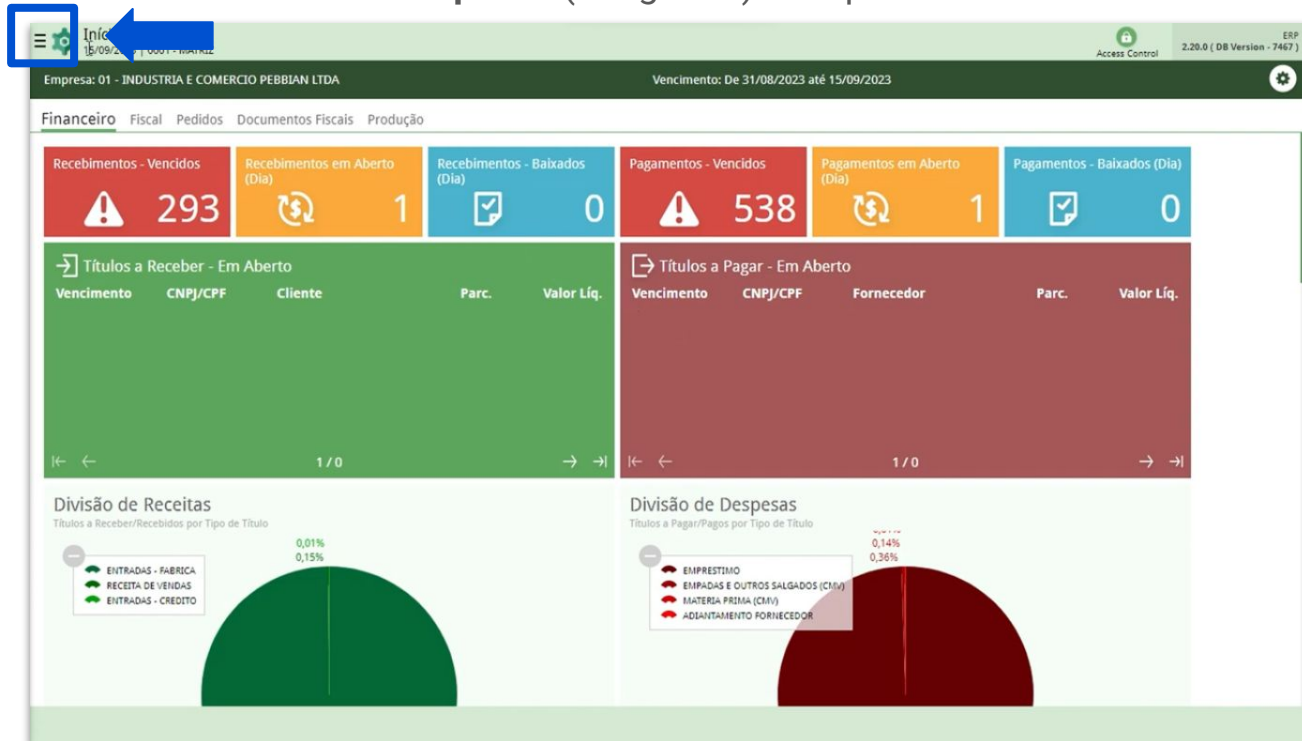 Início
15/09/2023 | 0001 - MATRIZ
Access Control
ERP
2.20.0 ( DB Version - 7467 )
Empresa: 01 - INDUSTRIA E COMERCIO PEBBIAN LTDA
Vencimento: De 31/08/2023 até 15/09/2023
Financeiro Fiscal Pedidos Documentos Fiscais Produção
Recebimentos - Vencidos
293
Recebimentos em Aberto
(Dia)
1
Recebimentos - Baixados
(Dia)
0
Pagamentos - Vencidos
538
Pagamentos em Aberto
(Dia)
1
Pagamentos - Baixados (Dia)
0
Títulos a Receber - Em Aberto
Vencimento CNPJ/CPF Cliente Parc. Valor Líq.
1 / 0
Títulos a Pagar - Em Aberto
Vencimento CNPJ/CPF Fornecedor Parc. Valor Líq.
1 / 0
Divisão de Receitas
Títulos a Receber/Recebidos por Tipo de Título
0,01%
0,15%
ENTRADAS - FABRICA
RECEITA DE VENDAS
ENTRADAS - CREDITO
Divisão de Despesas
Títulos a Pagar/Pagos por Tipo de Título
0,14%
0,36%
EMPRESTIMO
EMPADAS E OUTROS SALGADOS (CMV)
MATERIA PRIMA (CMV)
ADIANTAMENTO FORNECEDOR